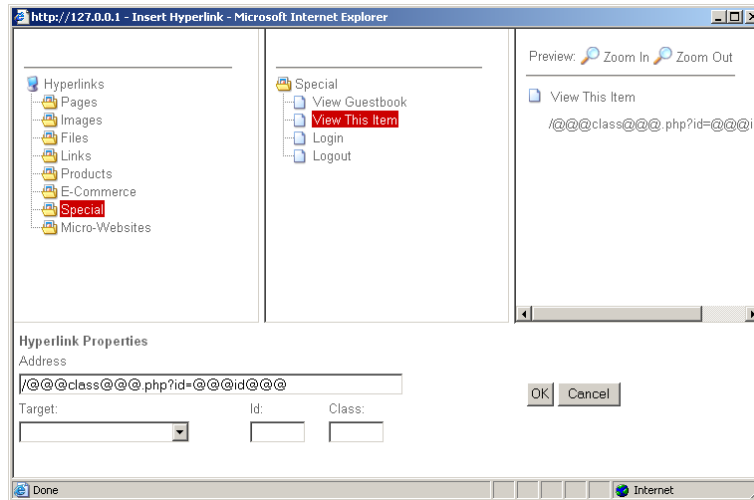 http://127.0.0.1 - Insert Hyperlink - Microsoft Internet Explorer
Hyperlinks
Pages
Images
Files
Links
Products
E-Commerce
Special
Micro-Websites
Special
View Guestbook
View This Item
Login
Logout
Preview: Zoom In Zoom Out
View This Item
/@@@class@@@.php?id=@@@i
Hyperlink Properties
Address
/@@@class@@@.php?id=@@@id@@@
Target: Id: Class:
OK Cancel
Done Internet